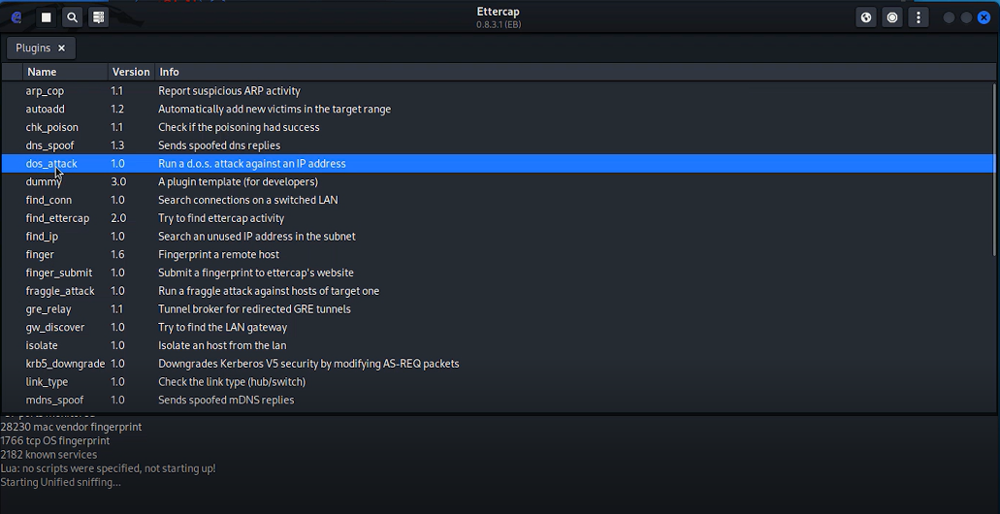 Ettercap
0.8.3.1 (EB)
Plugins ×
Name Version Info
arp_cop 1.1 Report suspicious ARP activity
autoadd 1.2 Automatically add new victims in the target range
chk_poison 1.1 Check if the poisoning had success
dns_spoof 1.3 Sends spoofed dns replies
dos_attack 1.0 Run a d.o.s. attack against an IP address
dummy 3.0 A plugin template (for developers)
find_conn 1.0 Search connections on a switched LAN
find_ettercap 2.0 Try to find ettercap activity
find_ip 1.0 Search an unused IP address in the subnet
finger 1.6 Fingerprint a remote host
finger_submit 1.0 Submit a fingerprint to ettercap's website
fraggle_attack 1.0 Run a fraggle attack against hosts of target one
gre_relay 1.1 Tunnel broker for redirected GRE tunnels
gw_discover 1.0 Try to find the LAN gateway
isolate 1.0 Isolate an host from the lan
krb5_downgrade 1.0 Downgrades Kerberos V5 security by modifying AS-REQ packets
link_type 1.0 Check the link type (hub/switch)
mdns_spoof 1.0 Sends spoofed mDNS replies
28230 mac vendor fingerprint
1766 tcp OS fingerprint
2182 known services
Lua: no scripts were specified, not starting up!
Starting Unified sniffing...